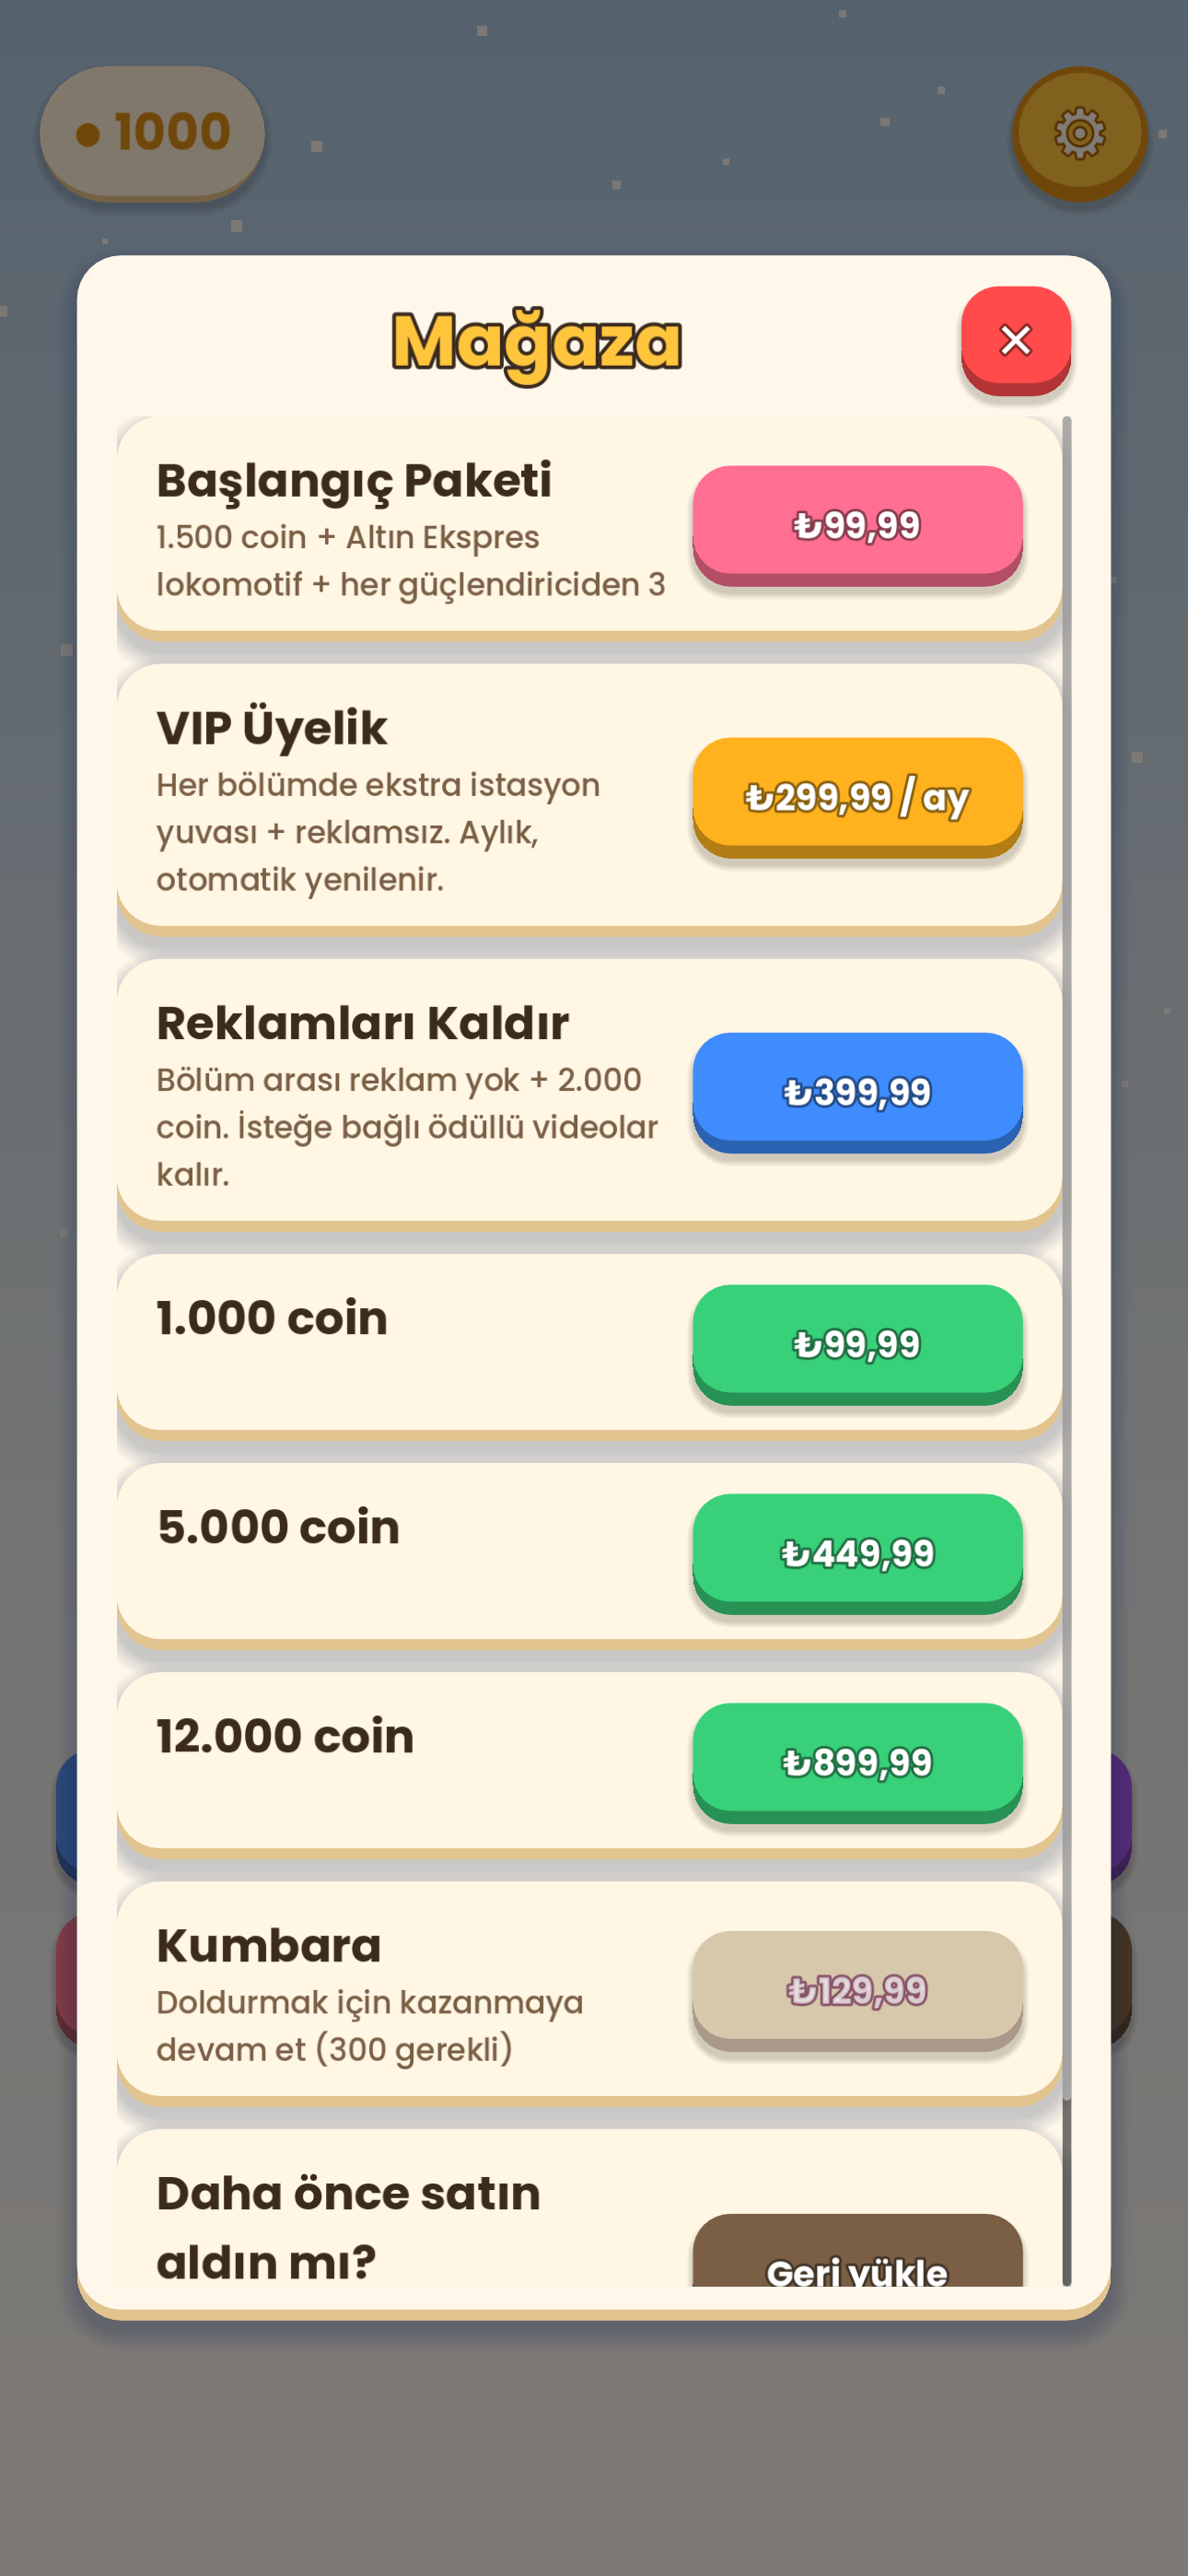 1000
Mağaza
Başlangıç Paketi
1.500 coin + Altın Ekspres
lokomotif + her güçlendiriciden 3
₺99,99
VIP Üyelik
Her bölümde ekstra istasyon
yuvası + reklamsız. Aylık,
otomatik yenilenir.
₺299,99 / ay
Reklamları Kaldır
Bölüm arası reklam yok + 2.000
coin. İsteğe bağlı ödüllü videolar
kalır.
₺399,99
1.000 coin
₺99,99
5.000 coin
₺449,99
12.000 coin
₺899,99
Kumbara
Doldurmak için kazanmaya
devam et (300 gerekli)
₺129,99
Daha önce satın
aldın mı?
Geri yükle